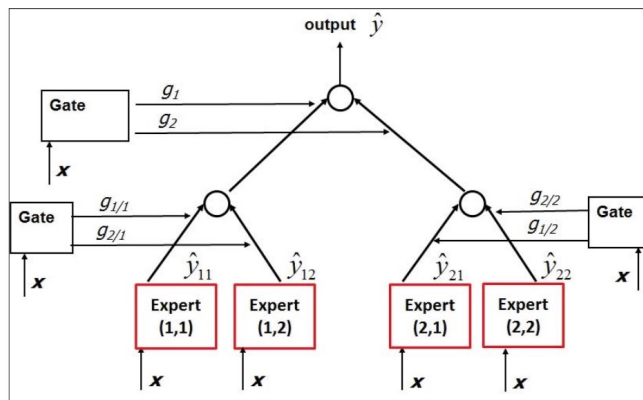 output ŷ
g1
Gate
g2
x
g1/1
g2/2
Gate
Gate
g2/1
g1/2
ŷ11
ŷ12
ŷ21
ŷ22
x
x
Expert
(1,1)
Expert
(1,2)
Expert
(2,1)
Expert
(2,2)
x
x
x
x